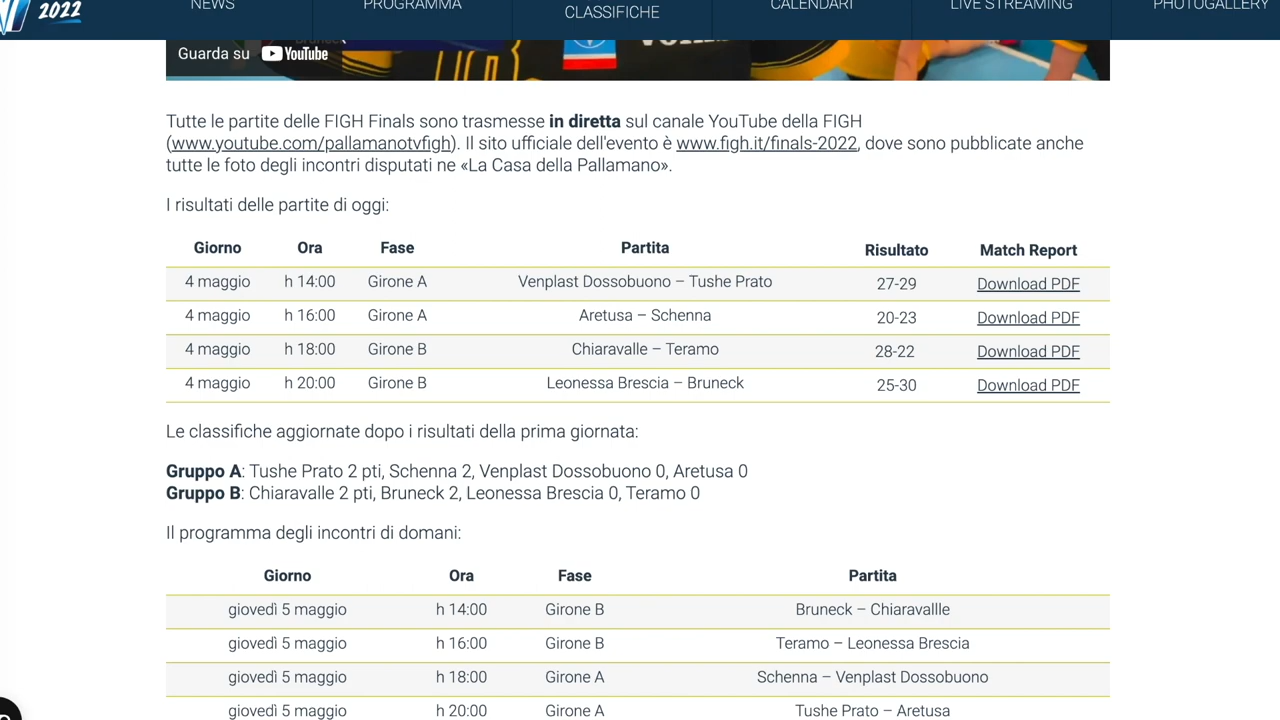 2022
NEWS
PROGRAMMA
CLASSIFICHE
CALENDARI
LIVE STREAMING
PHOTOGALLERY
Guarda su YouTube
Tutte le partite delle FIGH Finals sono trasmesse in diretta sul canale YouTube della FIGH
(www.youtube.com/pallamanotvfigh). Il sito ufficiale dell'evento è www.figh.it/finals-2022, dove sono pubblicate anche
tutte le foto degli incontri disputati ne «La Casa della Pallamano».
I risultati delle partite di oggi:
Giorno Ora Fase Partita Risultato Match Report
4 maggio h 14:00 Girone A Venplast Dossobuono – Tushe Prato 27-29 Download PDF
4 maggio h 16:00 Girone A Aretusa – Schenna 20-23 Download PDF
4 maggio h 18:00 Girone B Chiaravalle – Teramo 28-22 Download PDF
4 maggio h 20:00 Girone B Leonessa Brescia – Bruneck 25-30 Download PDF
Le classifiche aggiornate dopo i risultati della prima giornata:
Gruppo A: Tushe Prato 2 pti, Schenna 2, Venplast Dossobuono 0, Aretusa 0
Gruppo B: Chiaravalle 2 pti, Bruneck 2, Leonessa Brescia 0, Teramo 0
Il programma degli incontri di domani:
Giorno Ora Fase Partita
giovedì 5 maggio h 14:00 Girone B Bruneck – Chiaravallle
giovedì 5 maggio h 16:00 Girone B Teramo – Leonessa Brescia
giovedì 5 maggio h 18:00 Girone A Schenna – Venplast Dossobuono
giovedì 5 maggio h 20:00 Girone A Tushe Prato – Aretusa